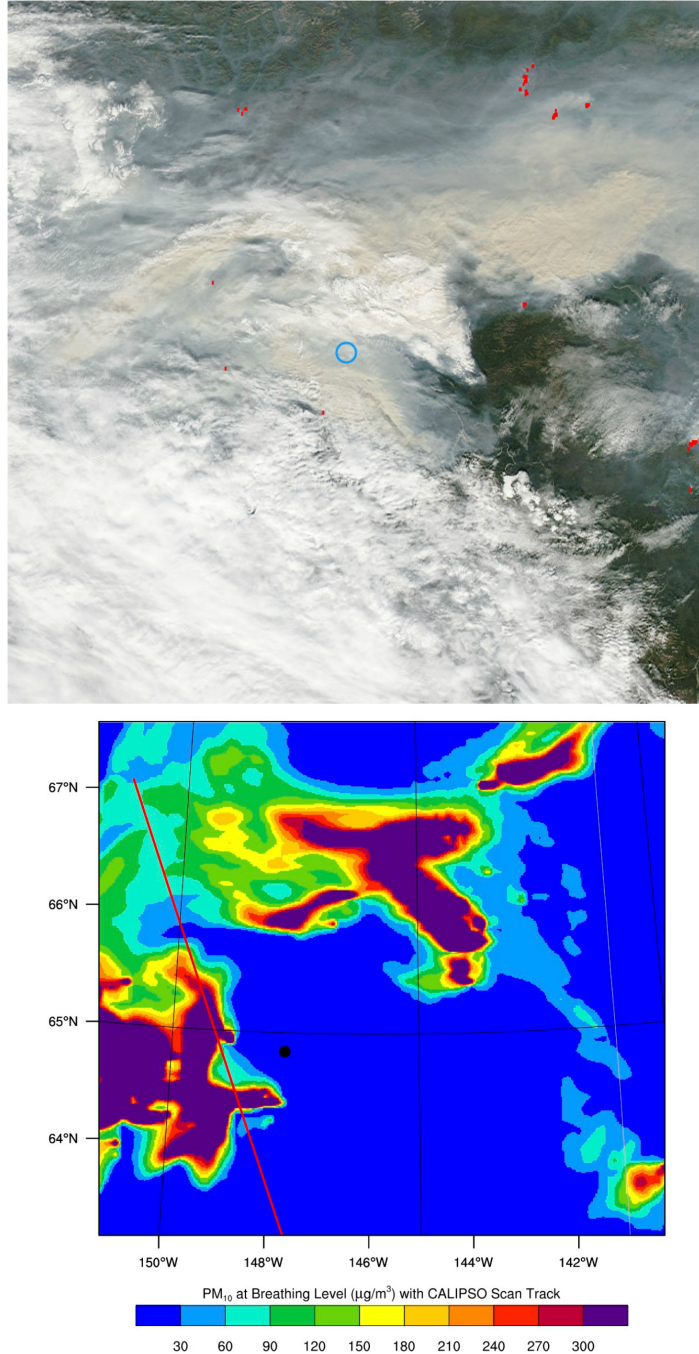 67°N
66°N
65°N
64°N
150°W 148°W 146°W 144°W 142°W
PM₁₀ at Breathing Level (μg/m³) with CALIPSO Scan Track
30 60 90 120 150 180 210 240 270 300